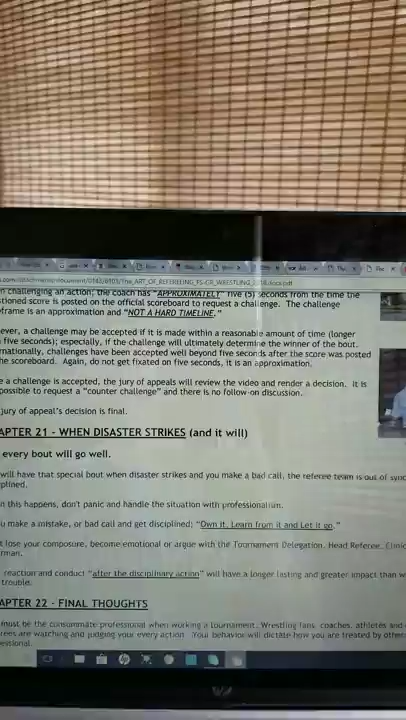 The_ART_OF_REFEREEING_FS-GR_WRESTLING_2018.docx.pdf
n challenging an action; the coach has "APPROXIMATELY" five (5) seconds from the time the
tioned score is posted on the official scoreboard to request a challenge. The challenge
frame is an approximation and "NOT A HARD TIMELINE."
ever, a challenge may be accepted if it is made within a reasonable amount of time (longer
five seconds); especially, if the challenge will ultimately determine the winner of the bout.
rnationally, challenges have been accepted well beyond five seconds after the score was posted
he scoreboard. Again, do not get fixated on five seconds, it is an approximation.
e a challenge is accepted, the jury of appeals will review the video and render a decision. It is
possible to request a "counter challenge" and there is no follow-on discussion.
jury of appeal's decision is final.
APTER 21 - WHEN DISASTER STRIKES (and it will)
every bout will go well.
will have that special bout when disaster strikes and you make a bad call, the referee team is out of sync
plined.
n this happens, don't panic and handle the situation with professionalism.
u make a mistake, or bad call and get disciplined; "Own it, Learn from it and Let it go."
t lose your composure, become emotional or argue with the Tournament Delegation, Head Referee, Clinic
rman.
reaction and conduct "after the disciplinary action" will have a longer lasting and greater impact than w
trouble.
APTER 22 - FINAL THOUGHTS
must be the consummate professional when working a tournament. Wrestling fans, coaches, athletes and
rees are watching and judging your every action. Your behavior will dictate how you are treated by other
essional.
hp